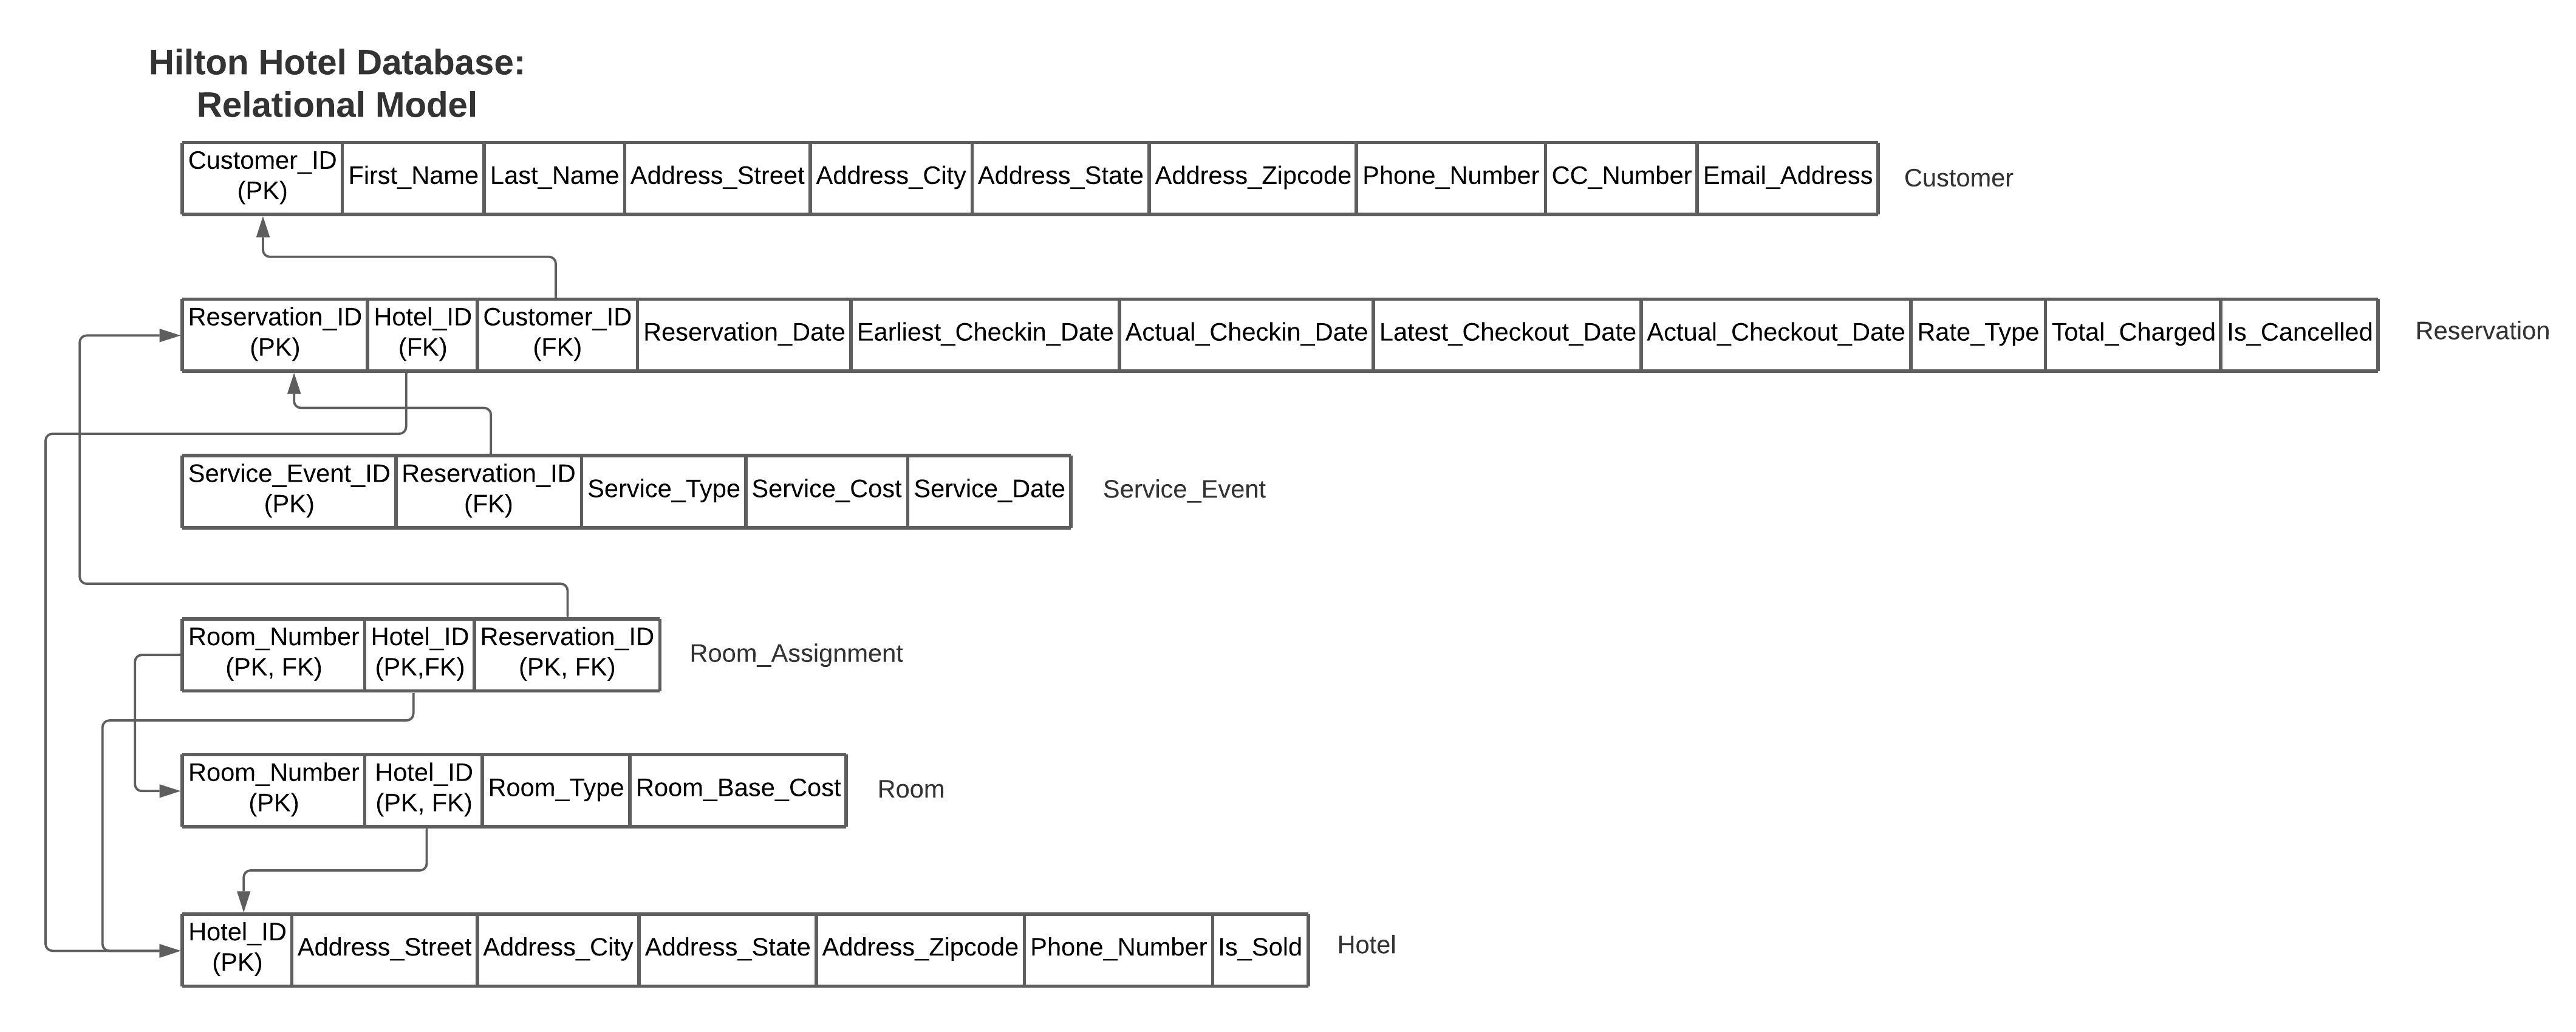 Hilton Hotel Database:
Relational Model
Customer_ID
(PK)
First_Name
Last_Name
Address_Street
Address_City
Address_State
Address_Zipcode
Phone_Number
CC_Number
Email_Address
Customer
Reservation_ID
(PK)
Hotel_ID
(FK)
Customer_ID
(FK)
Reservation_Date
Earliest_Checkin_Date
Actual_Checkin_Date
Latest_Checkout_Date
Actual_Checkout_Date
Rate_Type
Total_Charged
Is_Cancelled
Reservation
Service_Event_ID
(PK)
Reservation_ID
(FK)
Service_Type
Service_Cost
Service_Date
Service_Event
Room_Number
(PK, FK)
Hotel_ID
(PK,FK)
Reservation_ID
(PK, FK)
Room_Assignment
Room_Number
(PK)
Hotel_ID
(PK, FK)
Room_Type
Room_Base_Cost
Room
Hotel_ID
(PK)
Address_Street
Address_City
Address_State
Address_Zipcode
Phone_Number
Is_Sold
Hotel